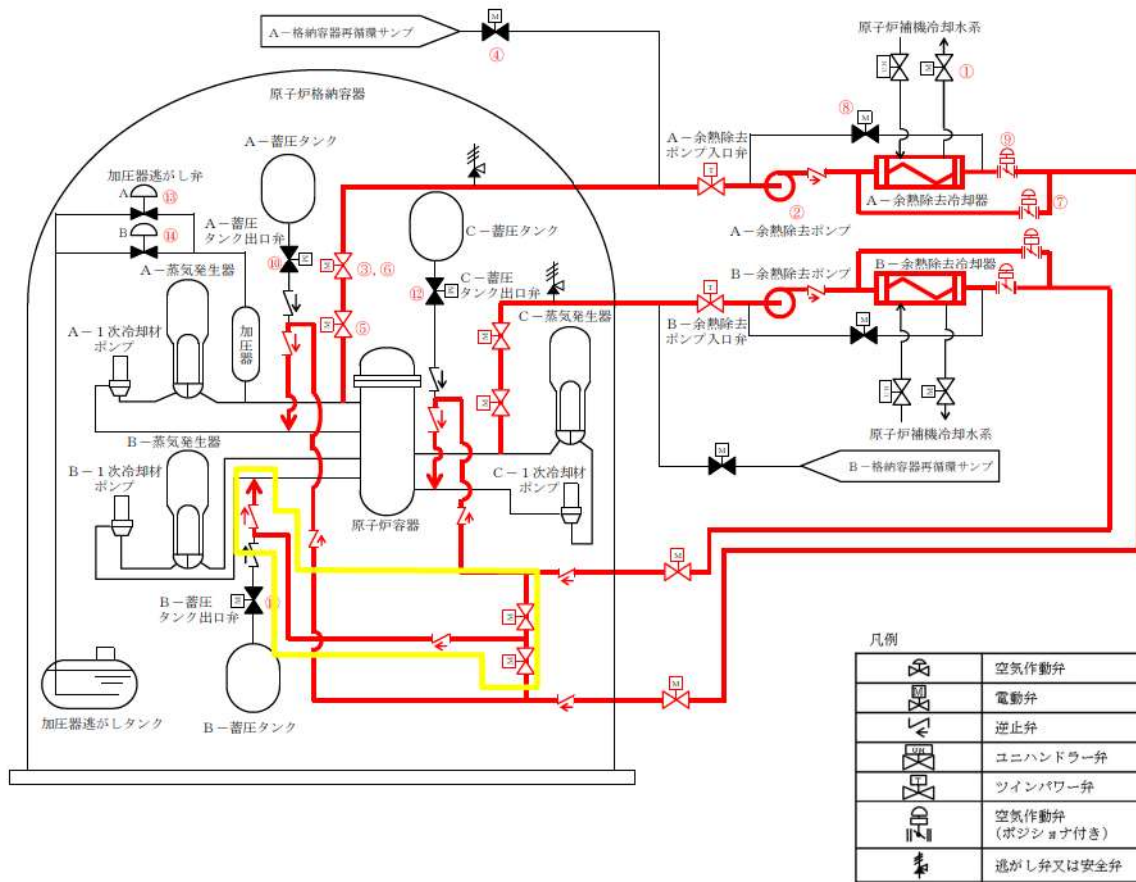 A-格納容器再循環サンプ
M
④
原子炉補機冷却水系
UH
M
①
原子炉格納容器
⑧
M
A-余熱除去
ポンプ入口弁
⑨
A-蓄圧タンク
加圧器逃がし弁
A
⑬
B
⑭
T
②
A-余熱除去冷却器
⑦
A-余熱除去ポンプ
A-蓄圧
タンク出口弁
⑩
M
C-蓄圧タンク
M
③,⑥
A-蒸気発生器
C-蓄圧
タンク出口弁
⑫
M
B-余熱除去ポンプ
B-余熱除去冷却器
T
M
⑤
C-蒸気発生器
B-余熱除去
ポンプ入口弁
M
A-1次冷却材
ポンプ
加圧器
M
M
UH
M
原子炉補機冷却水系
B-蒸気発生器
M
B-格納容器再循環サンプ
B-1次冷却材
ポンプ
C-1次冷却材
ポンプ
原子炉容器
M
M
B-蓄圧
タンク出口弁
M
M
M
加圧器逃がしタンク
B-蓄圧タンク
凡例
空気作動弁
M
電動弁
逆止弁
UH
ユニハンドラー弁
T
ツインパワー弁
空気作動弁
(ポジショナ付き)
逃がし弁又は安全弁